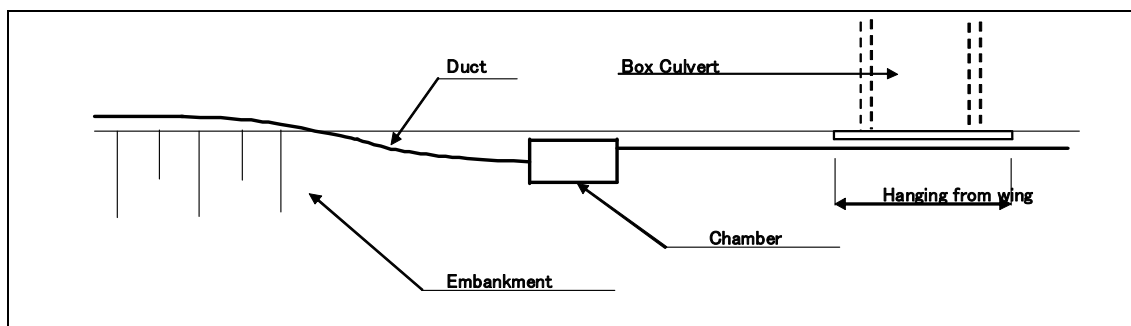 Duct
Box Culvert
Hanging from wing
Chamber
Embankment